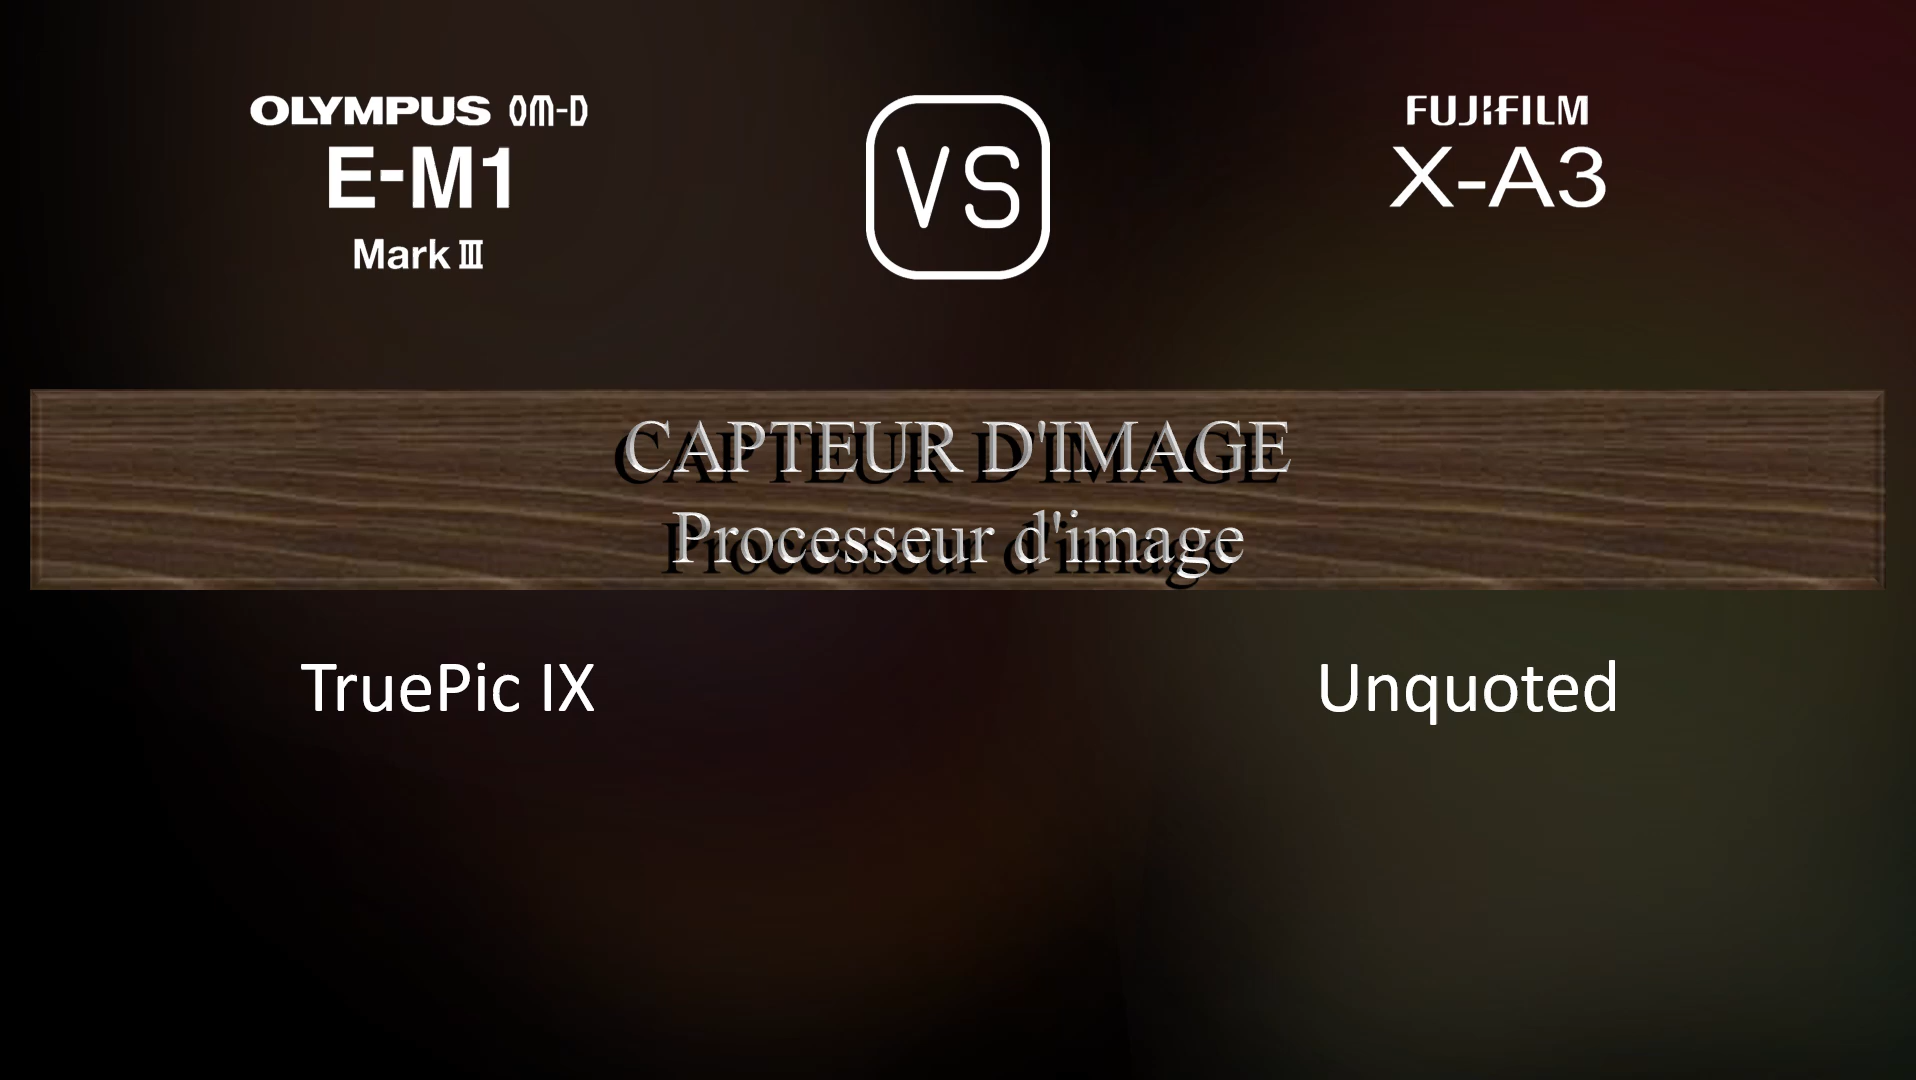 OLYMPUS OM-D
E-M1
Mark III
VS
FUJIFILM
X-A3
CAPTEUR D'IMAGE
Processeur d'image
TruePic IX
Unquoted